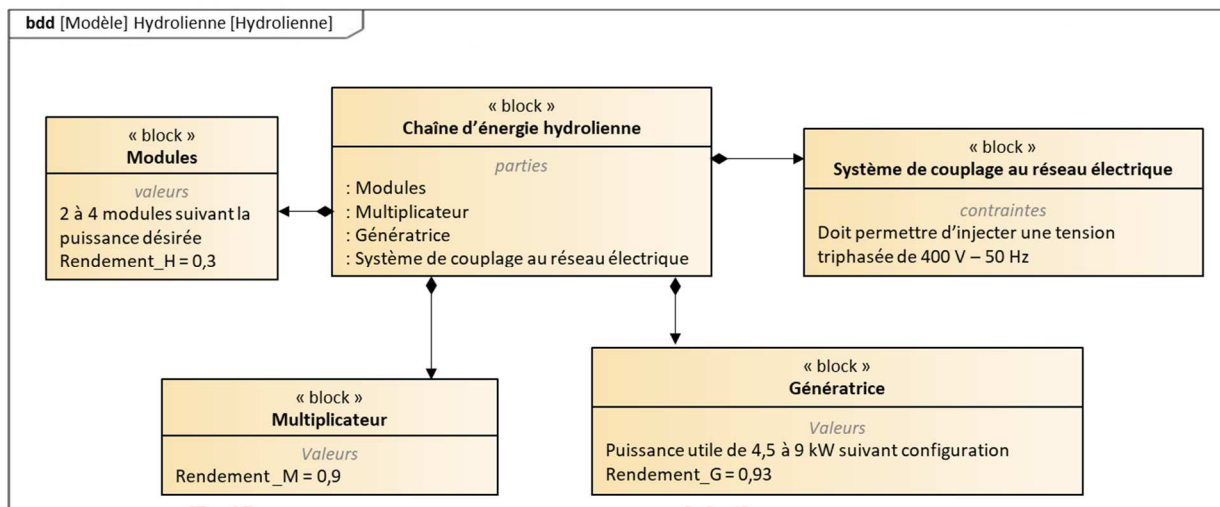 bdd [Modèle] Hydrolienne [Hydrolienne]
« block »
Chaîne d’énergie hydrolienne
parties
: Modules
: Multiplicateur
: Génératrice
: Système de couplage au réseau électrique
« block »
Modules
valeurs
2 à 4 modules suivant la
puissance désirée
Rendement_H = 0,3
« block »
Système de couplage au réseau électrique
contraintes
Doit permettre d’injecter une tension
triphasée de 400 V – 50 Hz
« block »
Multiplicateur
Valeurs
Rendement _M = 0,9
« block »
Génératrice
Valeurs
Puissance utile de 4,5 à 9 kW suivant configuration
Rendement_G = 0,93